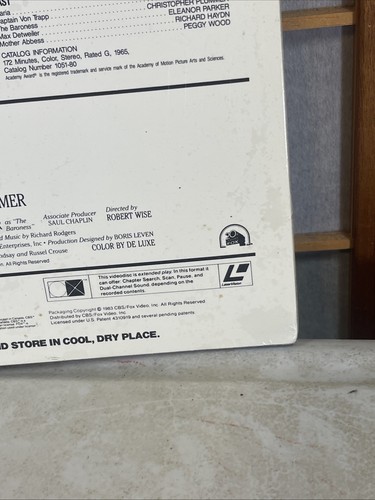 AST
aria CHRISTOPHER PLUMMER
aptain Von Trapp ELEANOR PARKER
he Baroness RICHARD HAYDN
Max Detweiler PEGGY WOOD
Mother Abbess
CATALOG INFORMATION
172 Minutes, Color, Stereo, Rated G, 1965,
Catalog Number 1051-80
Academy Award® is the registered trademark and service mark of the Academy of Motion Picture Arts and Sciences.
MER
as "The Baroness"
Associate Producer SAUL CHAPLIN
Directed by ROBERT WISE
d Music by Richard Rodgers
Enterprises, Inc • Production Designed by BORIS LEVEN
dsay and Russel Crouse COLOR BY DE LUXE
n. All Rights Reserved
This videodisc is extended play. In this format it
can offer: Chapter Search, Scan, Pause, and
Dual-Channel Sound, depending on the
recorded contents.
LaserVision
Packaging Copyright © 1983 CBS/Fox Video, Inc. All Rights Reserved.
Distributed by CBS/Fox Video, Inc.
Licensed under U.S. Patent 4310919 and several pending patents
ND STORE IN COOL, DRY PLACE.